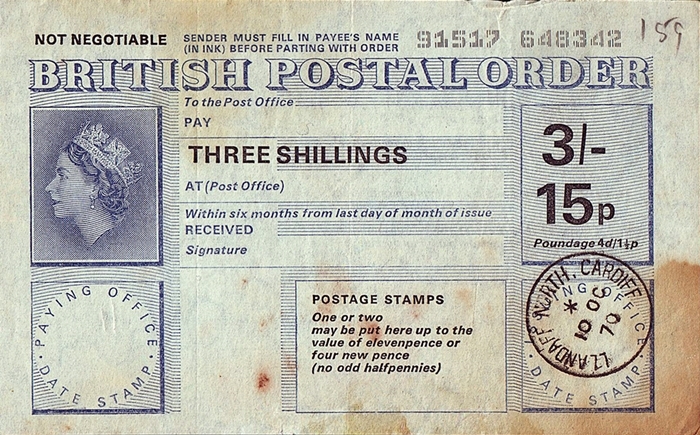 NOT NEGOTIABLE
SENDER MUST FILL IN PAYEE'S NAME
(IN INK) BEFORE PARTING WITH ORDER
91517 648342
159
BRITISH POSTAL ORDER
To the Post Office
PAY
THREE SHILLINGS
AT (Post Office)
Within six months from last day of month of issue
RECEIVED
Signature
3/-
15p
Poundage 4d/1½p
PAYING OFFICE
· DATE STAMP ·
POSTAGE STAMPS
One or two
may be put here up to the
value of elevenpence or
four new pence
(no odd halfpennies)
LLANDAFF NORTH. CARDIFF
*
10 OC
70
ING OFFICE
· DATE STAMP ·